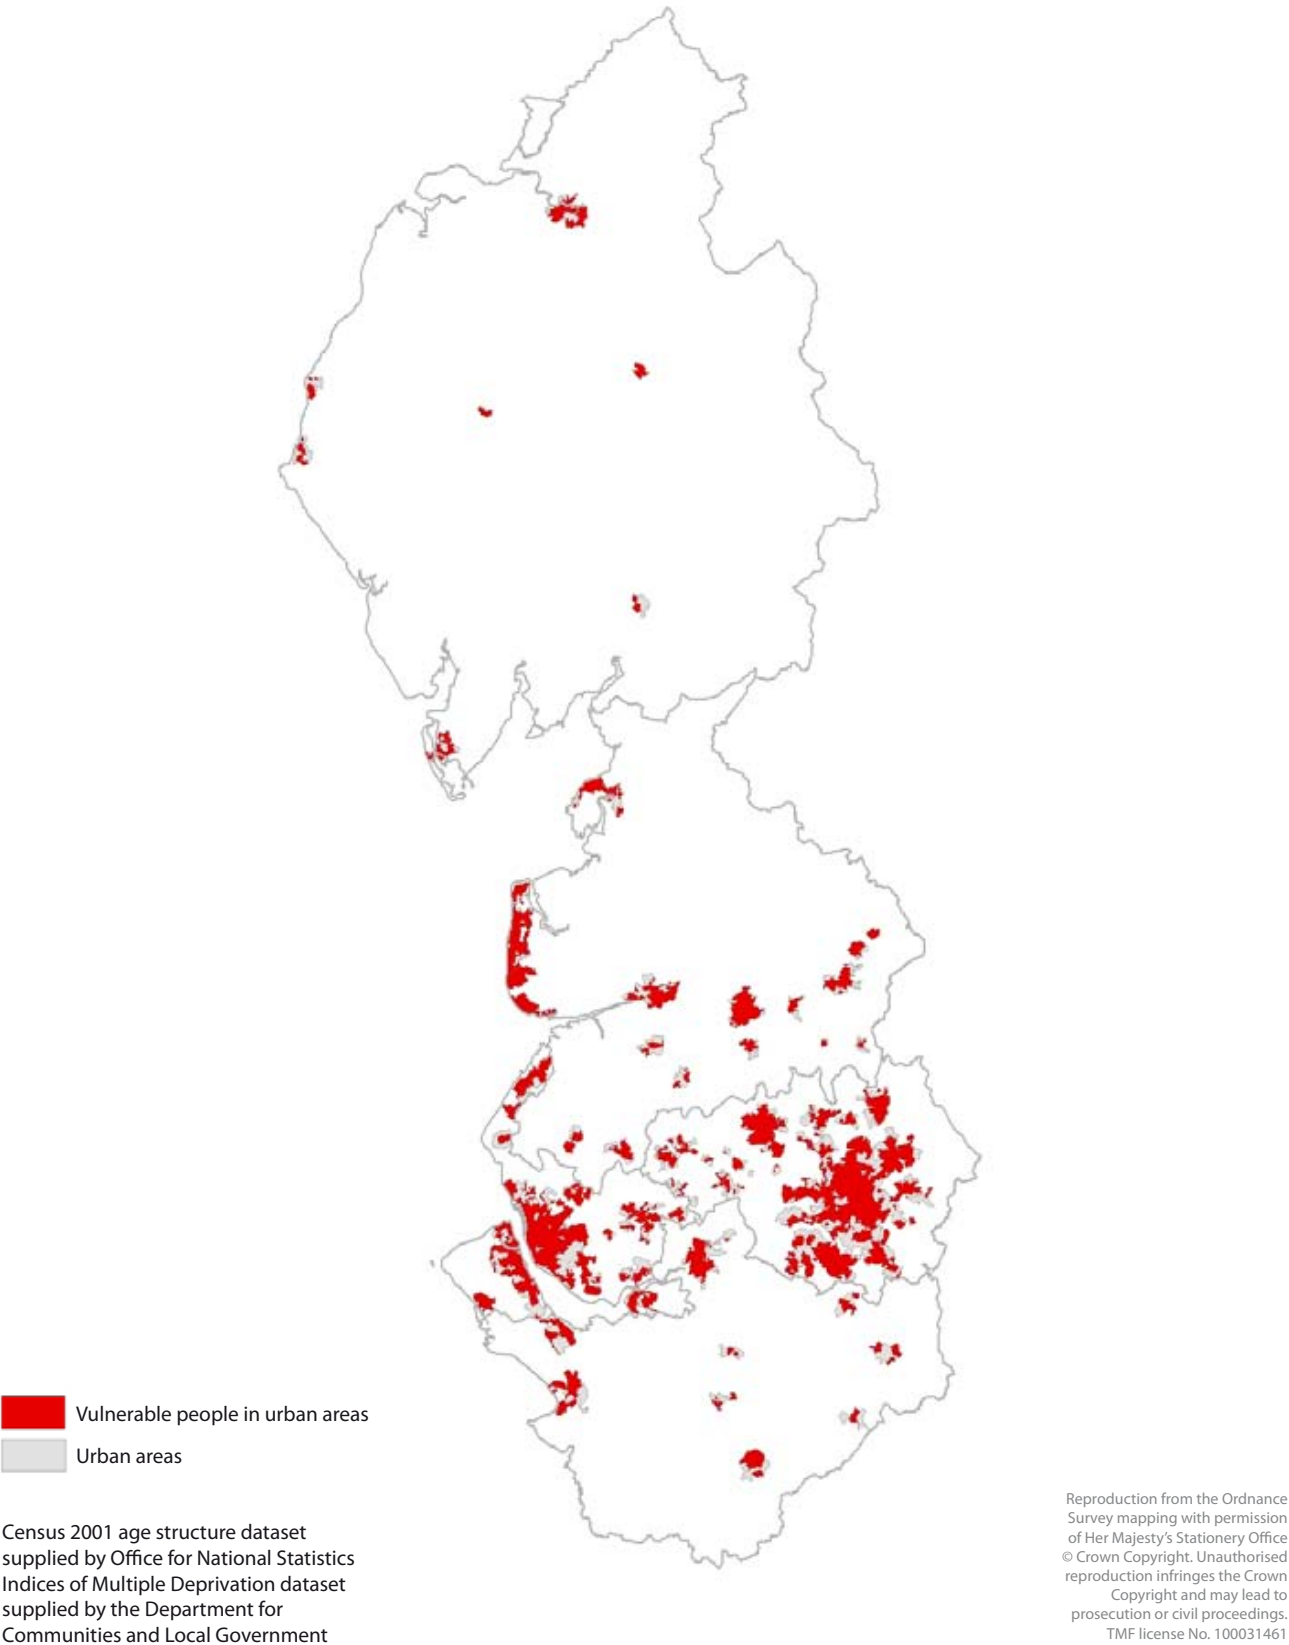 Vulnerable people in urban areas
Urban areas
Census 2001 age structure dataset
supplied by Office for National Statistics
Indices of Multiple Deprivation dataset
supplied by the Department for
Communities and Local Government
Reproduction from the Ordnance
Survey mapping with permission
of Her Majesty's Stationery Office
© Crown Copyright. Unauthorised
reproduction infringes the Crown
Copyright and may lead to
prosecution or civil proceedings.
TMF license No. 100031461